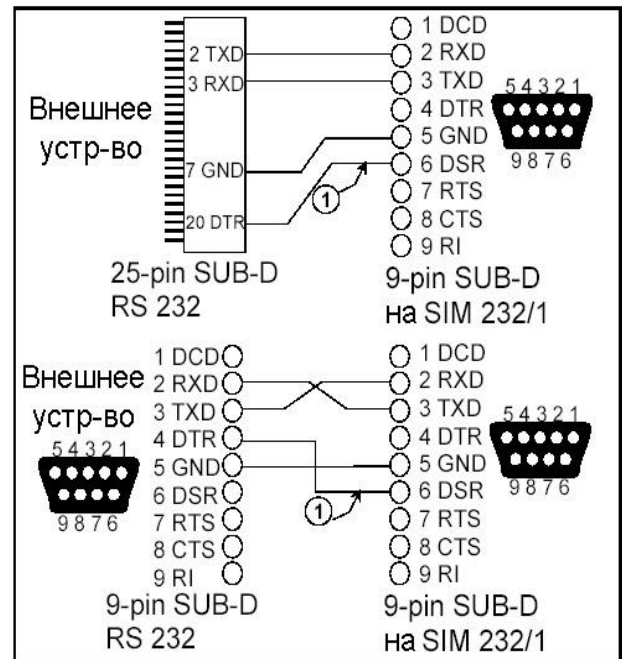 1 DCD
2 TXD
2 RXD
3 RXD
3 TXD
5 4 3 2 1
Внешнее
устр-во
4 DTR
5 GND
9 8 7 6
7 GND
6 DSR
1
7 RTS
20 DTR
8 CTS
9 RI
25-pin SUB-D
RS 232
9-pin SUB-D
на SIM 232/1
Внешнее
устр-во
5 4 3 2 1
9 8 7 6
1 DCD
2 RXD
3 TXD
4 DTR
5 GND
6 DSR
7 RTS
8 CTS
9 RI
1
1 DCD
2 RXD
3 TXD
4 DTR
5 GND
6 DSR
7 RTS
8 CTS
9 RI
5 4 3 2 1
9 8 7 6
9-pin SUB-D
RS 232
9-pin SUB-D
на SIM 232/1